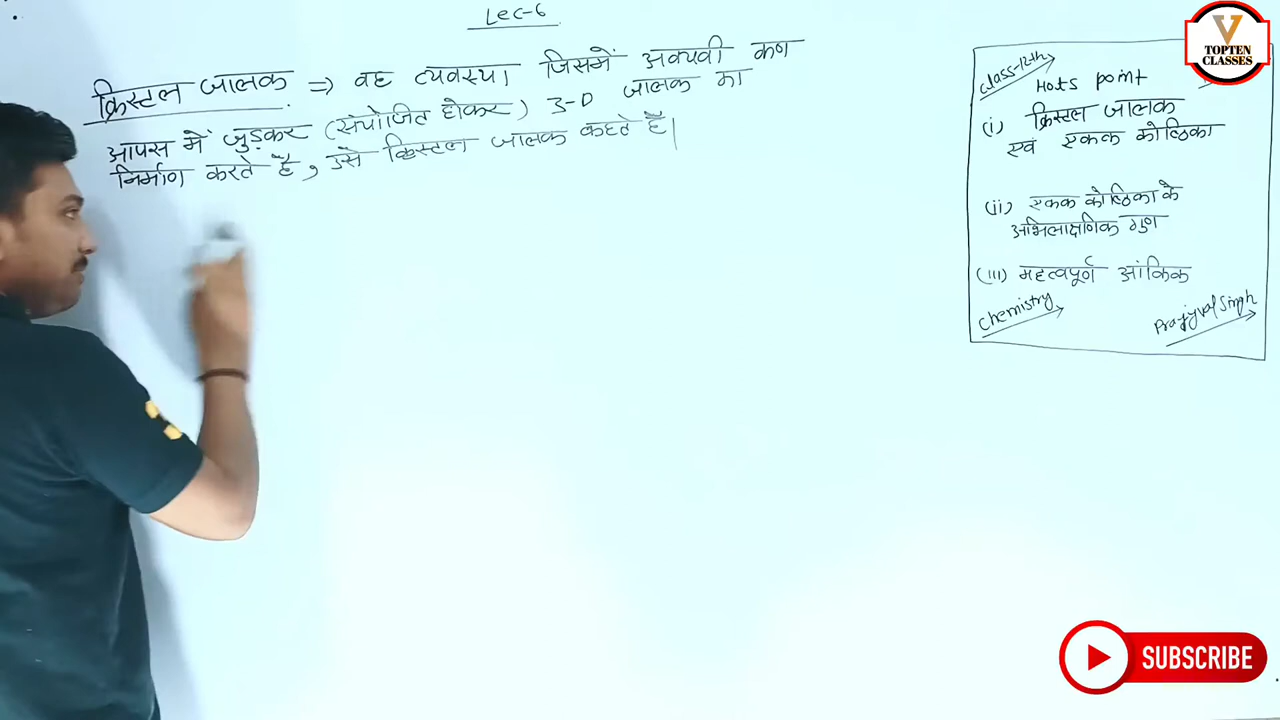 Lec-6
क्रिस्टल जालक ⇒ वह व्यवस्था जिसमें अवयवी कण
आपस में जुड़कर (संयोजित होकर) 3-D जालक का
निर्माण करते हैं, उसे क्रिस्टल जालक कहते हैं।
Class-12th
Hots point
(i) क्रिस्टल जालक
एवं एकक कोष्ठिका
(ii) एकक कोष्ठिका के
अभिलाक्षणिक गुण
(iii) महत्वपूर्ण आंकिक
Chemistry
Prajjwal Singh
V
TOPTEN
CLASSES
SUBSCRIBE